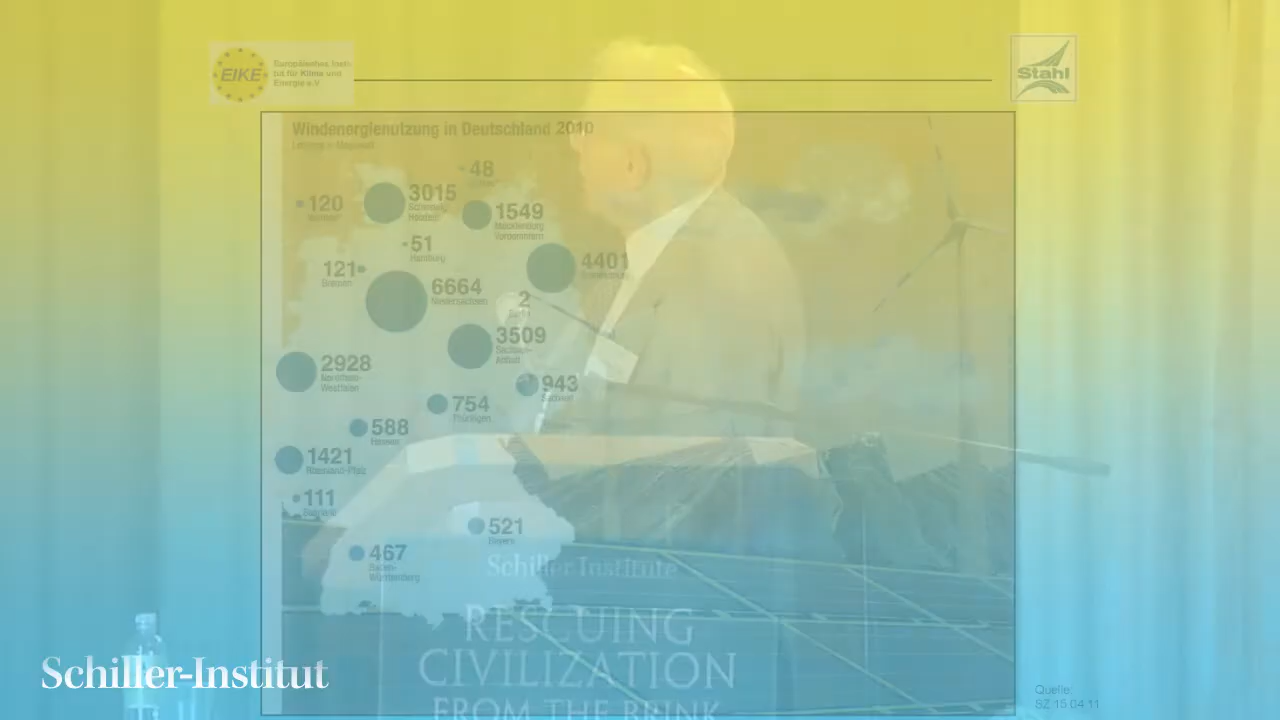 EIKE
Europäisches Insti-
tut für Klima und
Energie e.V
Stahl
Windenergienutzung in Deutschland 2010
Leistung in Megawatt
48
120
3015
Schleswig-
Holstein
1549
Mecklenburg
Vorpommern
51
Hamburg
121
Bremen
4401
6664
Niedersachsen
2
3509
Sachsen-
Anhalt
2928
Nordrhein-
Westfalen
943
Sachsen
754
Thüringen
588
Hessen
1421
Rheinland-Pfalz
111
Saarland
521
Bayern
467
Baden-
Württemberg
Schiller Institute
RESCUING
CIVILIZATION
FROM THE BRINK
Schiller-Institut
Quelle:
SZ 15 04 11